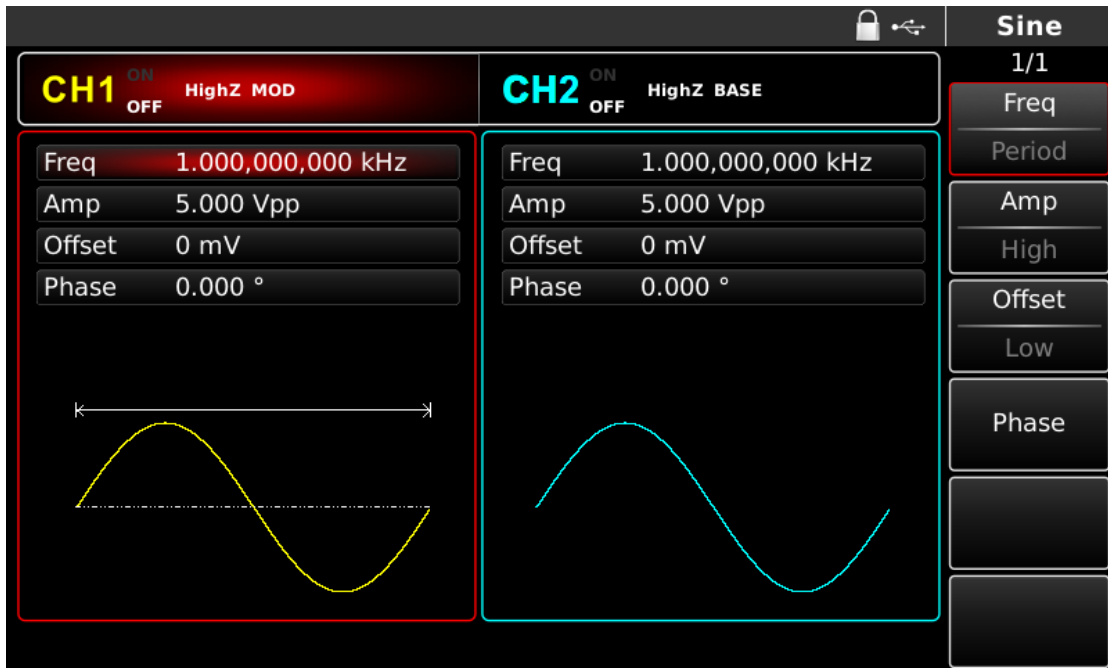 Sine
1/1
CH1 ON OFF HighZ MOD
CH2 ON OFF HighZ BASE
Freq 1.000,000,000 kHz
Amp 5.000 Vpp
Offset 0 mV
Phase 0.000 °
Freq 1.000,000,000 kHz
Amp 5.000 Vpp
Offset 0 mV
Phase 0.000 °
Freq
Period
Amp
High
Offset
Low
Phase